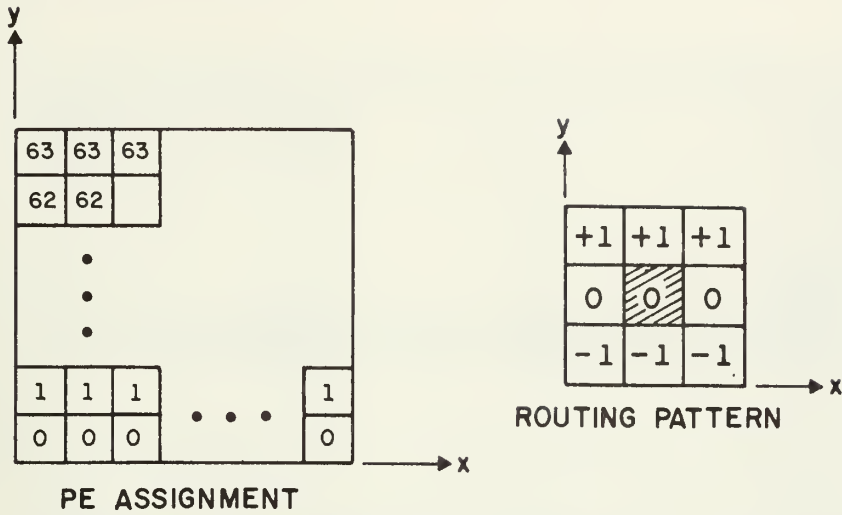 y
63 63 63
62 62
1 1 1 1
0 0 0 0
x
PE ASSIGNMENT
y
+1 +1 +1
0 0 0
-1 -1 -1
x
ROUTING PATTERN